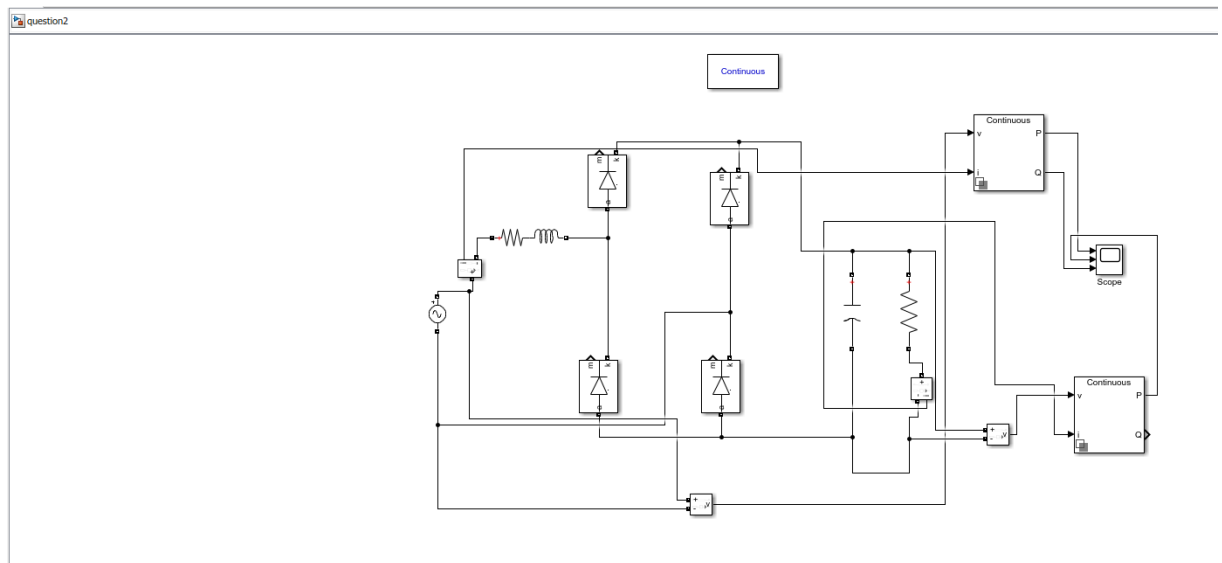 question2
Continuous
Continuous
v
P
i
Q
m
k
m
k
a
a
+
Scope
m
k
m
k
a
a
+
Continuous
v
P
i
Q
+
-
v
+
-
v